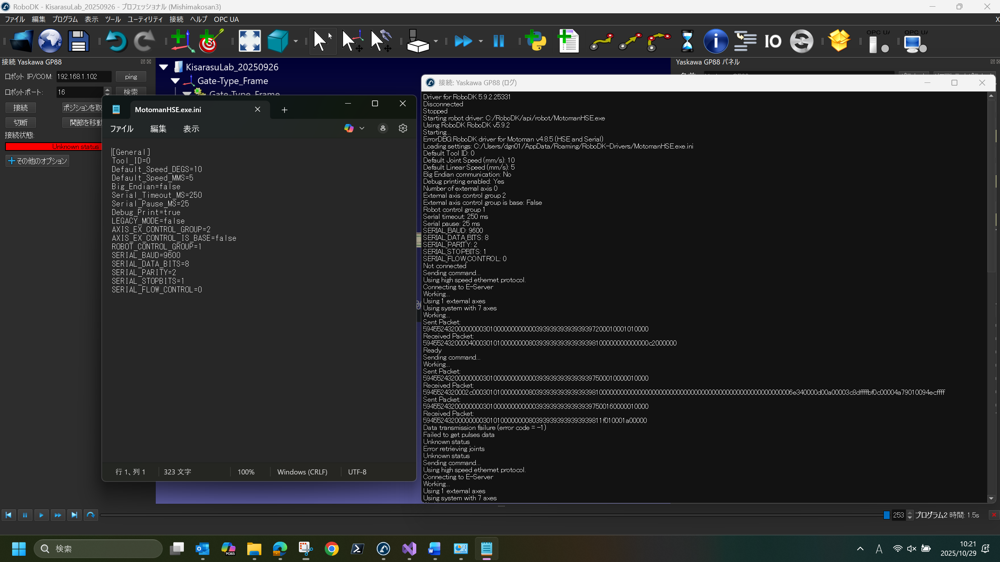 RoboDK - KisarasuLab_20250926 - プロフェッショナル (Mishimakosan3)
ファイル 編集 プログラム 表示 ツール ユーティリティ 接続 ヘルプ OPC UA X
IO OPC UA OPC UA
接続 Yaskawa GP88
ロボット IP/COM: 192.168.1.102 ping
ロボットポート: 16 検索
接続 ポジションを取
切断 関節を移動
接続状態:
Unknown status
その他のオプション
KisarasuLab_20250926
Gate-Type_Frame
Gate-Type_Frame
Yaskawa GP88 パネル
MotomanHSE.exe.ini
ファイル 編集 表示
[General]
Tool_ID=0
Default_Speed_DEGS=10
Default_Speed_MMS=5
Big_Endian=false
Serial_Timeout_MS=250
Serial_Pause_MS=25
Debug_Print=true
LEGACY_MODE=false
AXIS_EX_CONTROL_GROUP=2
AXIS_EX_CONTROL_IS_BASE=false
ROBOT_CONTROL_GROUP=1
SERIAL_BAUD=9600
SERIAL_DATA_BITS=8
SERIAL_PARITY=2
SERIAL_STOPBITS=1
SERIAL_FLOW_CONTROL=0
行 1、列 1 323 文字 100% Windows (CRLF) UTF-8
接続: Yaskawa GP88 (ログ)
Driver for RoboDK 5.9.2.25331
Disconnected
Stopped
Starting robot driver: C:/RoboDK/api/robot/MotomanHSE.exe
Using RoboDK RoboDK v5.9.2
Starting...
ErrorDBG:RoboDK driver for Motoman v4.8.5 (HSE and Serial)
Loading settings: C:/Users/dgn01/AppData/Roaming/RoboDK-Drivers/MotomanHSE.exe.ini
Default Tool ID: 0
Default Joint Speed (mm/s): 10
Default Linear Speed (mm/s): 5
Big Endian communication: No
Debug printing enabled: Yes
Number of external axis 0
External axis control group 2
External axis control group is base: False
Robot control group 1
Serial timeout: 250 ms
Serial pause: 25 ms
SERIAL_BAUD: 9600
SERIAL_DATA_BITS: 8
SERIAL_PARITY: 2
SERIAL_STOPBITS: 1
SERIAL_FLOW_CONTROL: 0
Not connected
Sending command...
Using high speed ethernet protocol.
Connecting to E-Server
Working...
Using 1 external axes
Using system with 7 axes
Working...
Sent Packet:
5945524320000000030100000000000039393939393939397200010001010000
Received Packet:
5945524320000400030101000000008039393939393939398100000000000000c2000000
Ready
Sending command...
Working...
Sent Packet:
5945524320000000030100000000000039393939393939397500010000010000
Received Packet:
Sent Packet:
5945524320000000030100000000000039393939393939397500160000010000
Received Packet:
594552432000000003010100000000803939393939393939811f010001a00000
Data transmission failure (error code = -1)
Failed to get pulses data
Unknown status
Error retrieving joints
Unknown status
Sending command...
Using high speed ethernet protocol.
Connecting to E-Server
Working...
Using 1 external axes
Using system with 7 axes
253 プログラム2 時間: 1.5s
検索 M365 A 10:21
2025/10/29